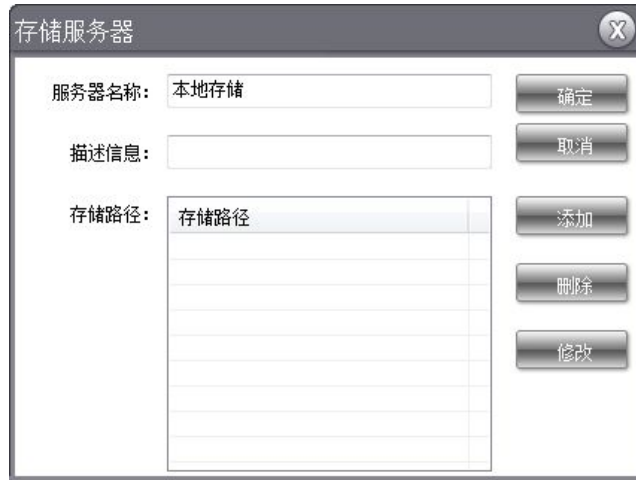 存储服务器
服务器名称： 本地存储 确定
描述信息： 取消
存储路径： 存储路径 添加
删除
修改